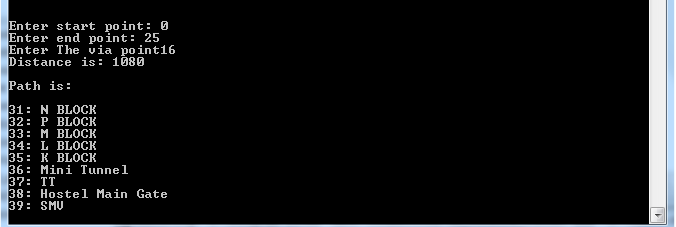 Enter start point: 0
Enter end point: 25
Enter The via point16
Distance is: 1080
Path is:
31: N BLOCK
32: P BLOCK
33: M BLOCK
34: L BLOCK
35: K BLOCK
36: Mini Tunnel
37: TT
38: Hostel Main Gate
39: SMV